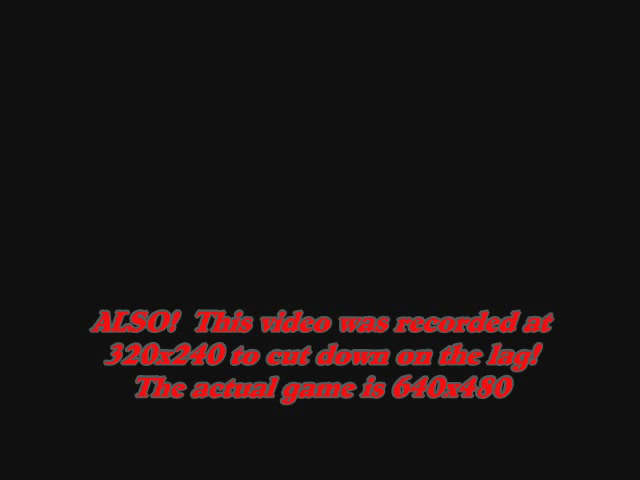 ALSO!  This video was recorded at
320x240 to cut down on the lag!
The actual game is 640x480